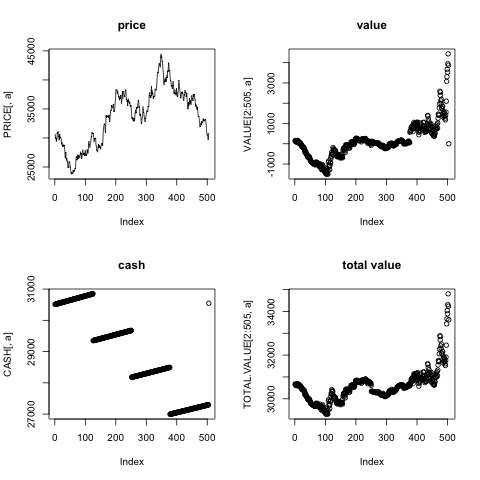 price
PRICE[, a]
45000
35000
25000
0 100 200 300 400 500
Index
value
VALUE[2:505, a]
3000
1000
-1000
0 100 200 300 400 500
Index
cash
CASH[, a]
31000
29000
27000
0 100 200 300 400 500
Index
total value
TOTAL.VALUE[2:505, a]
34000
32000
30000
0 100 200 300 400 500
Index